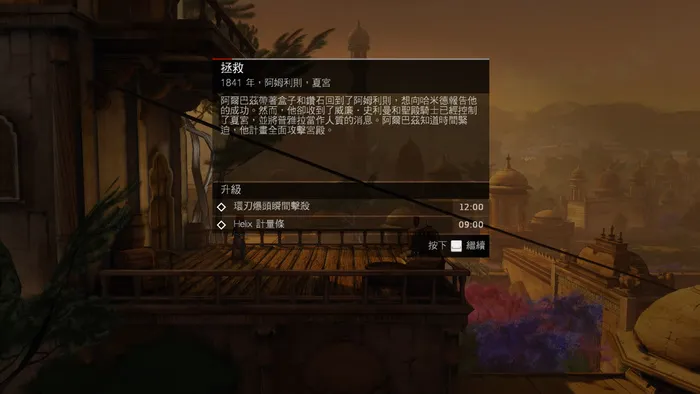 拯救
1841 年，阿姆利則，夏宮
阿爾巴茲帶著盒子和鑽石回到了阿姆利則，想向哈米德報告他
的成功。然而，他卻收到了威廉·史利曼和聖殿騎士已經控制
了夏宮，並將普雅拉當作人質的消息。阿爾巴茲知道時間緊
迫，他計畫全面攻擊宮殿。
升級
環刃爆頭瞬間擊殺 12:00
Helix 計量條 09:00
按下 繼續